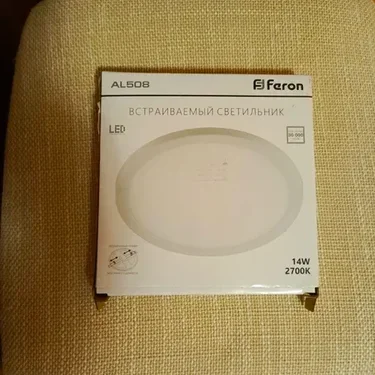 AL508
Feron
ВСТРАИВАЕМЫЙ СВЕТИЛЬНИК
LED
14W
2700K